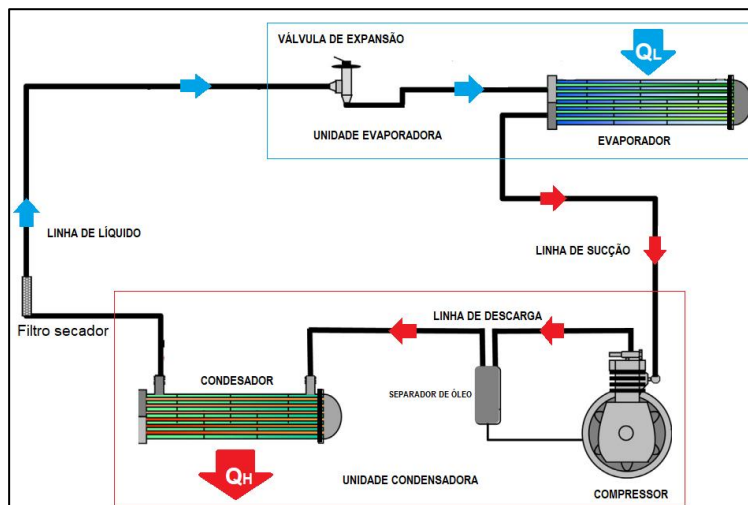 VÁLVULA DE EXPANSÃO
QL
UNIDADE EVAPORADORA
EVAPORADOR
LINHA DE LÍQUIDO
LINHA DE SUCÇÃO
Filtro secador
LINHA DE DESCARGA
CONDESADOR
SEPARADOR DE ÓLEO
QH
UNIDADE CONDENSADORA
COMPRESSOR